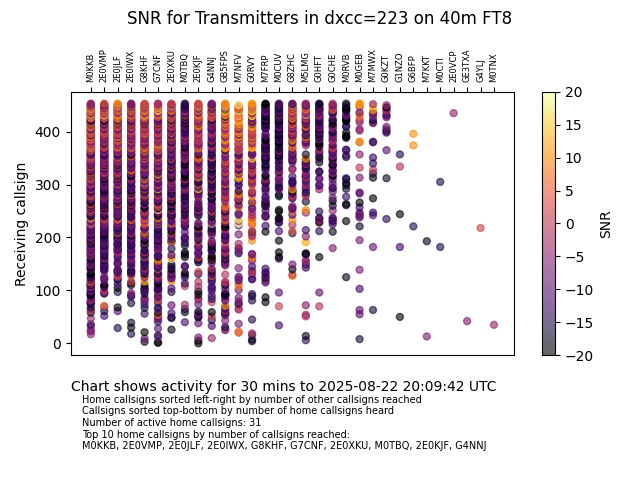 SNR for Transmitters in dxcc=223 on 40m FT8
M0KKB 2E0VMP 2E0JLF 2E0IWX G8KHF G7CNF 2E0XKU M0TBQ 2E0KJF G4NNJ GB5FPS M7NFV G0RVY M7FRP M0CUV G8ZHC M5LMG G0HFT G0CHE M0RVB M0GEB M7MWX G0KZT G1NZO G6BFP M7KKT M0CTI 2E0VCP GE3TXA G4YLJ M0TNX
400
300
200
100
0
Receiving callsign
20
15
10
5
0
−5
−10
−15
−20
SNR
Chart shows activity for 30 mins to 2025-08-22 20:09:42 UTC
Home callsigns sorted left-right by number of other callsigns reached
Callsigns sorted top-bottom by number of home callsigns heard
Number of active home callsigns: 31
Top 10 home callsigns by number of callsigns reached:
M0KKB, 2E0VMP, 2E0JLF, 2E0IWX, G8KHF, G7CNF, 2E0XKU, M0TBQ, 2E0KJF, G4NNJ